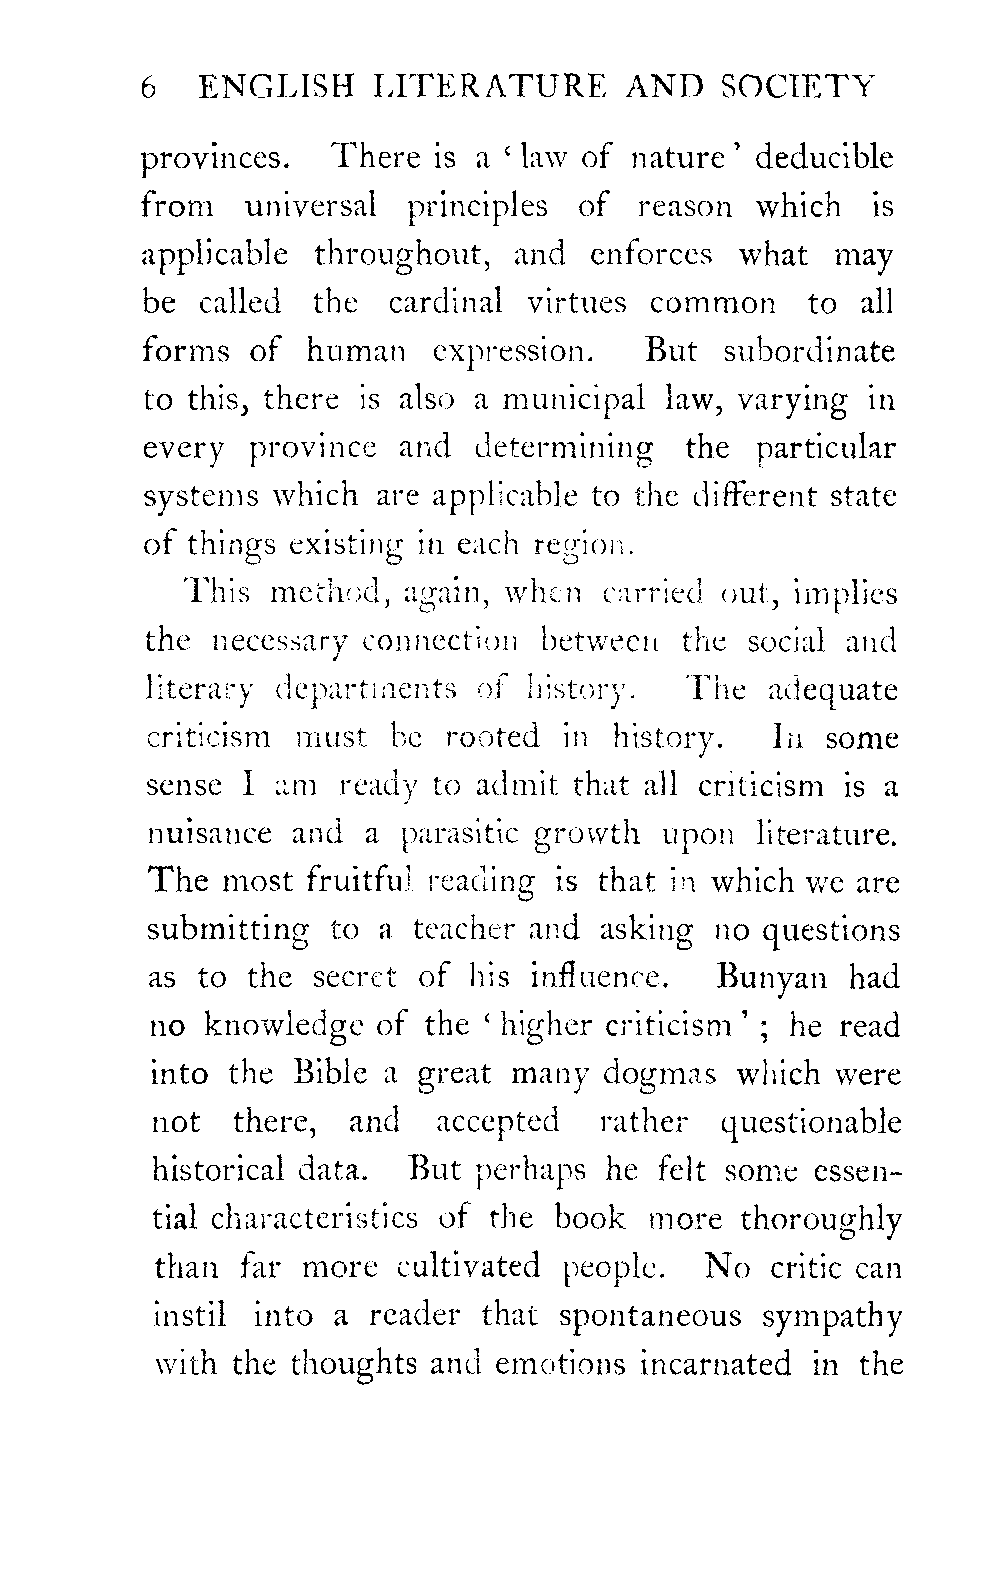 6 ENGLISH LITERATURE AND SOCIETY
provinces. There is a ‘law of nature’ deducible
from universal principles of reason which is
applicable throughout, and enforces what may
be called the cardinal virtues common to all
forms of human expression. But subordinate
to this, there is also a municipal law, varying in
every province and determining the particular
systems which are applicable to the different state
of things existing in each region.
This method, again, when carried out, implies
the necessary connection between the social and
literary departments of history. The adequate
criticism must be rooted in history. In some
sense I am ready to admit that all criticism is a
nuisance and a parasitic growth upon literature.
The most fruitful reading is that in which we are
submitting to a teacher and asking no questions
as to the secret of his influence. Bunyan had
no knowledge of the ‘higher criticism’; he read
into the Bible a great many dogmas which were
not there, and accepted rather questionable
historical data. But perhaps he felt some essen-
tial characteristics of the book more thoroughly
than far more cultivated people. No critic can
instil into a reader that spontaneous sympathy
with the thoughts and emotions incarnated in the